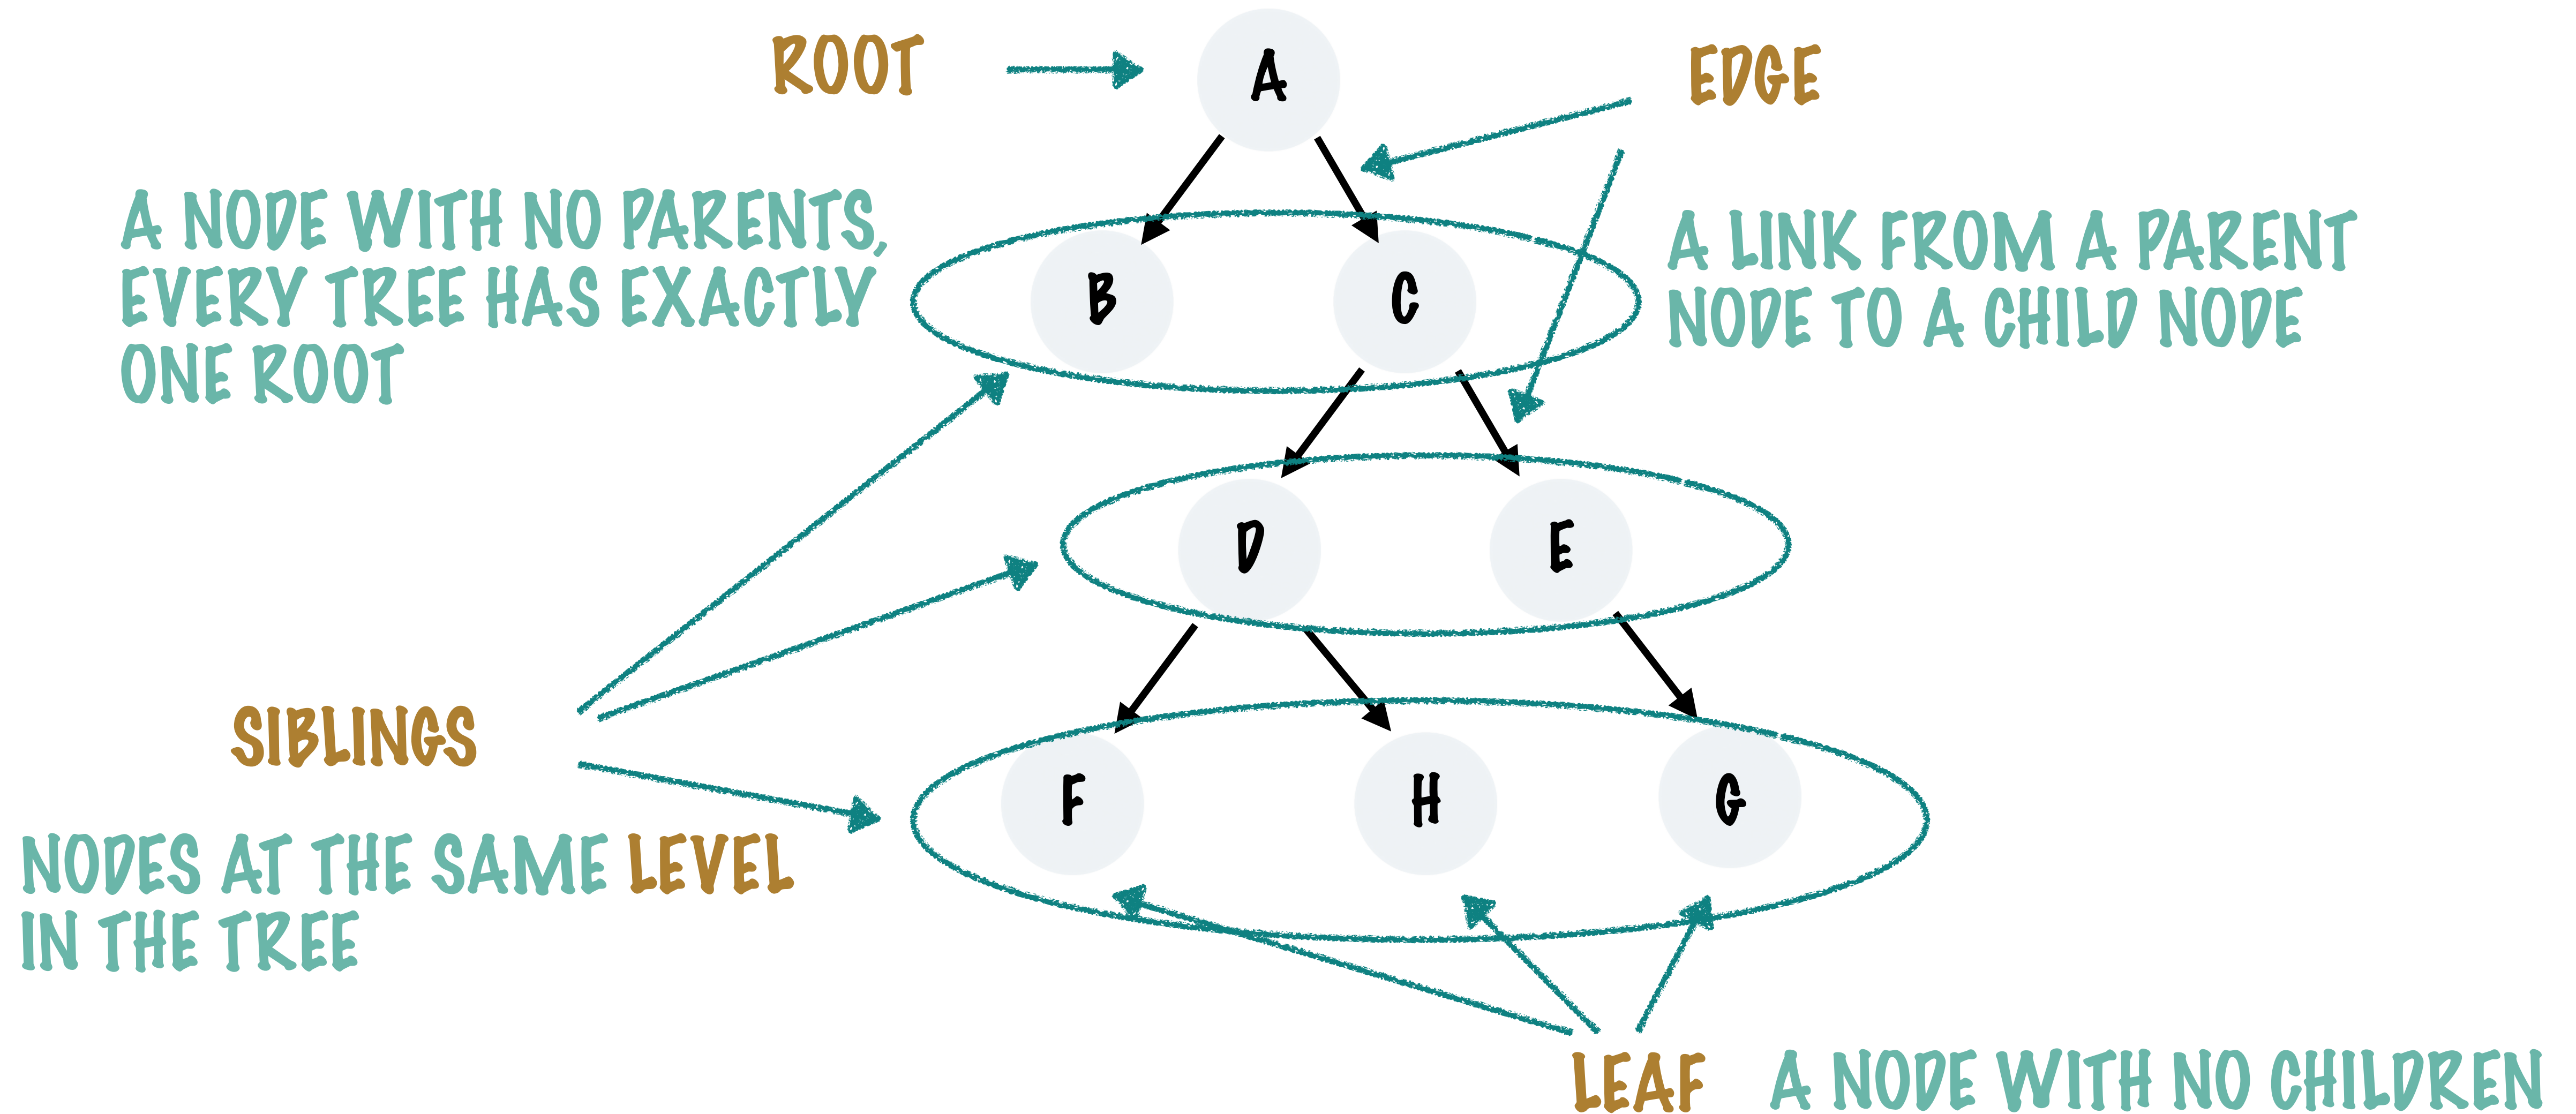 ROOT
A
EDGE
A NODE WITH NO PARENTS,
EVERY TREE HAS EXACTLY
ONE ROOT
A LINK FROM A PARENT
NODE TO A CHILD NODE
B
C
D
E
SIBLINGS
NODES AT THE SAME LEVEL
IN THE TREE
F
H
G
LEAF
A NODE WITH NO CHILDREN